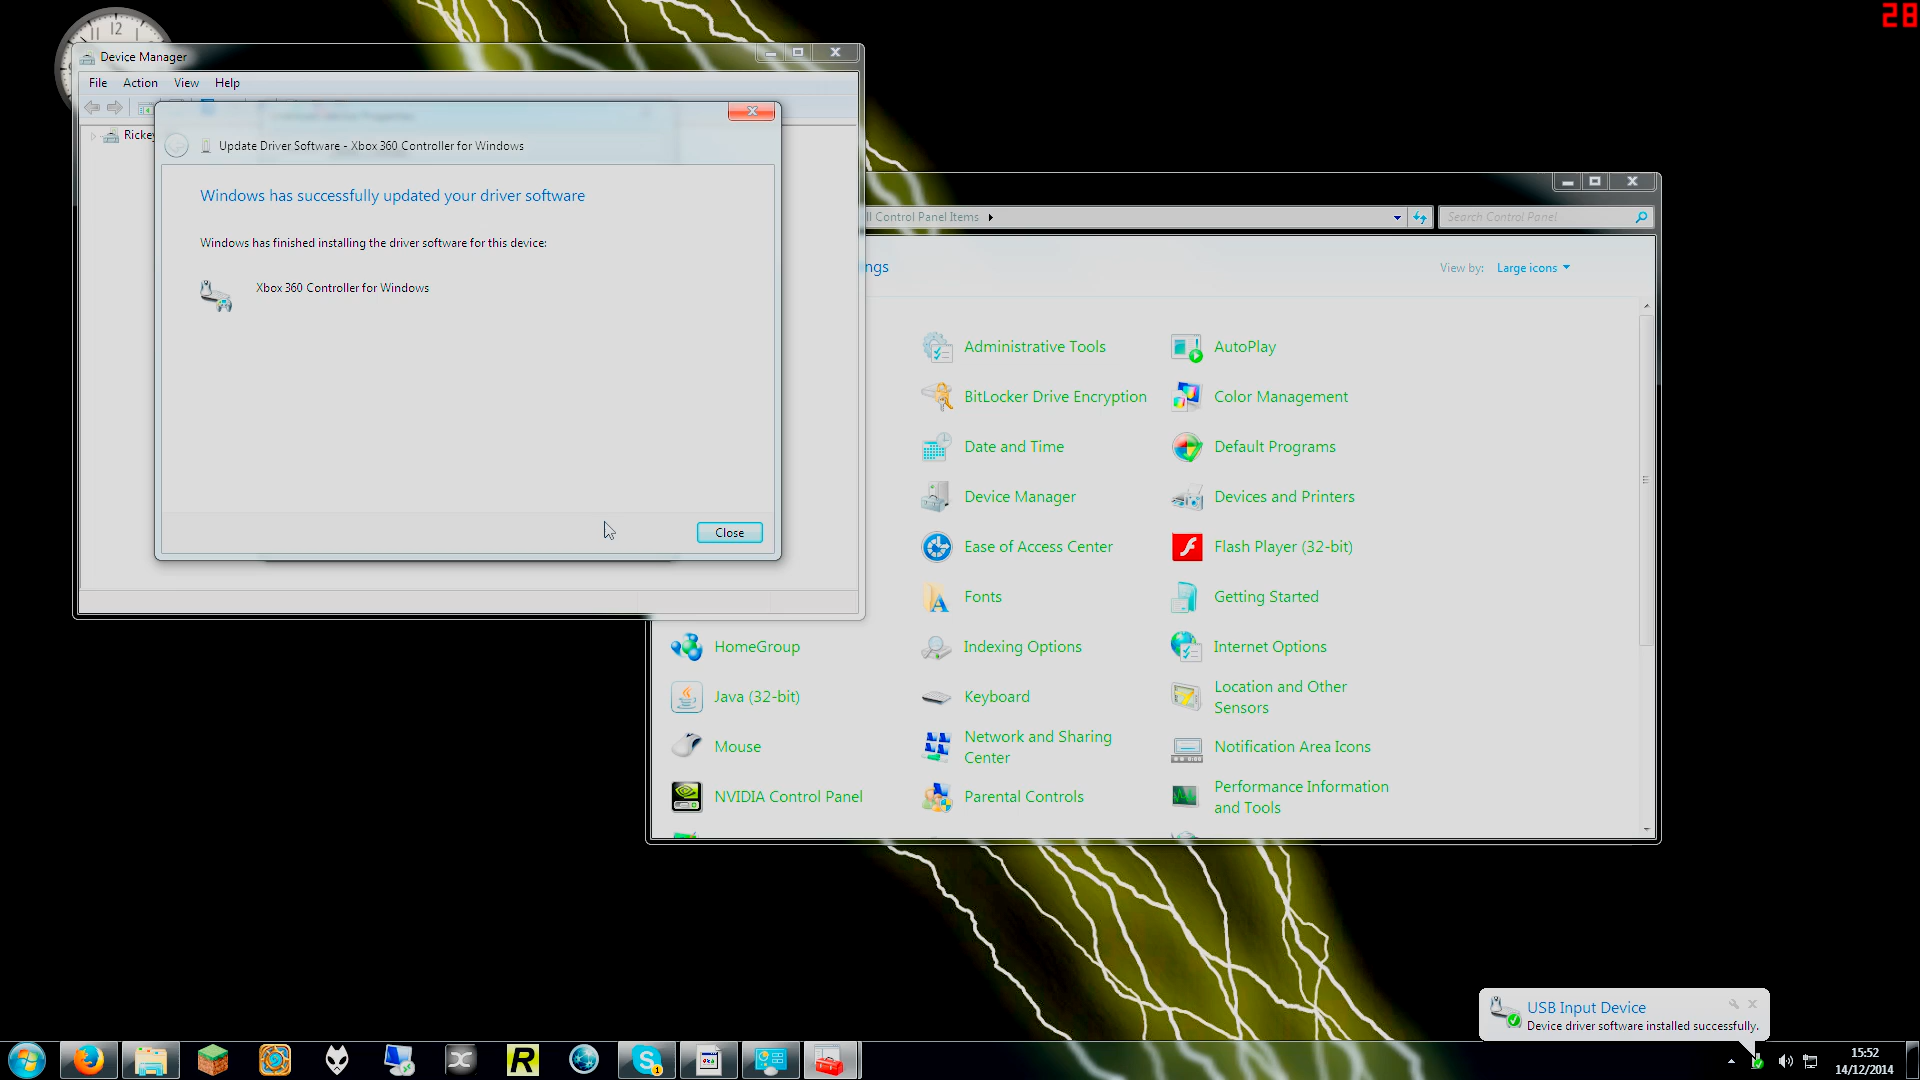 28
12
Device Manager
File Action View Help
Update Driver Software - Xbox 360 Controller for Windows
Windows has successfully updated your driver software
Windows has finished installing the driver software for this device:
Xbox 360 Controller for Windows
Close
Control Panel Items
Search Control Panel
View by: Large icons
Administrative Tools
AutoPlay
BitLocker Drive Encryption
Color Management
Date and Time
Default Programs
Device Manager
Devices and Printers
Ease of Access Center
Flash Player (32-bit)
Fonts
Getting Started
HomeGroup
Indexing Options
Internet Options
Java (32-bit)
Keyboard
Location and Other
Sensors
Mouse
Network and Sharing
Center
Notification Area Icons
NVIDIA Control Panel
Parental Controls
Performance Information
and Tools
USB Input Device
Device driver software installed successfully.
R
S
1
15:52
14/12/2014